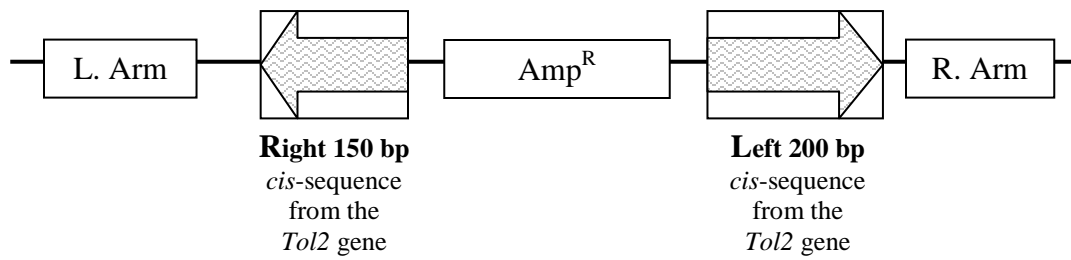 L. Arm
Amp^R
R. Arm
Right 150 bp
cis-sequence
from the
Tol2 gene
Left 200 bp
cis-sequence
from the
Tol2 gene